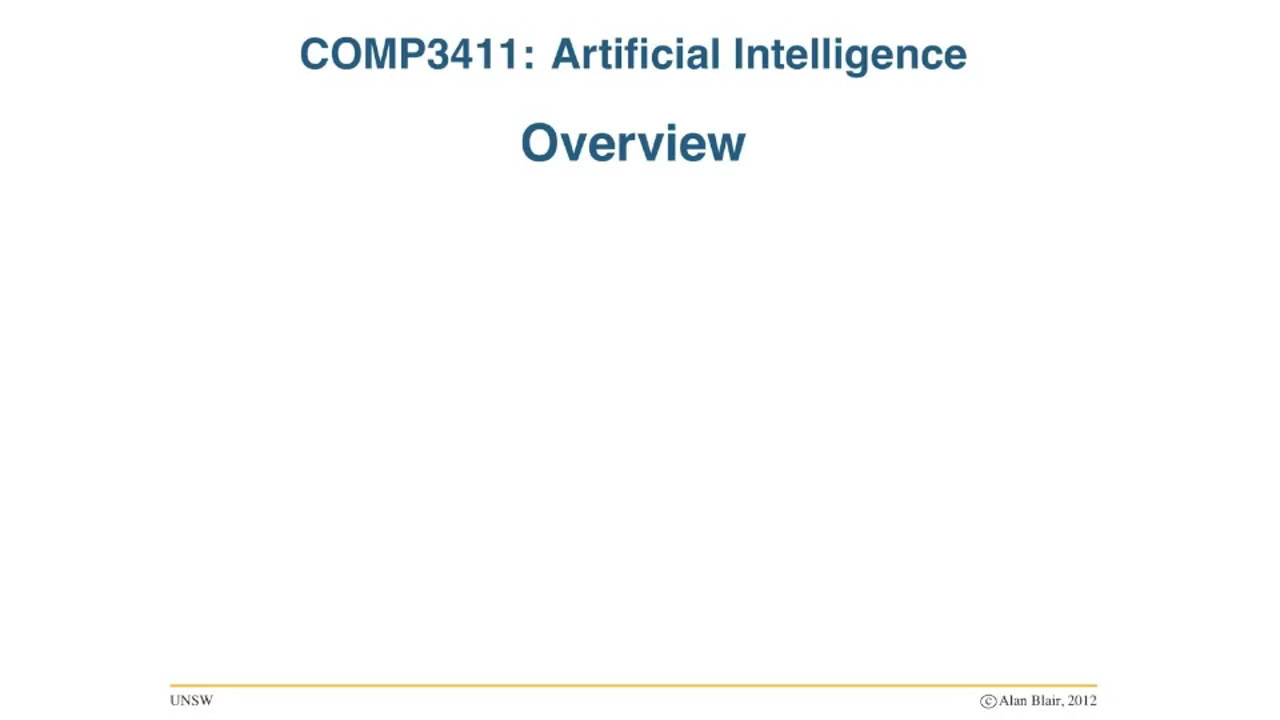 COMP3411: Artificial Intelligence
Overview
UNSW
©Alan Blair, 2012